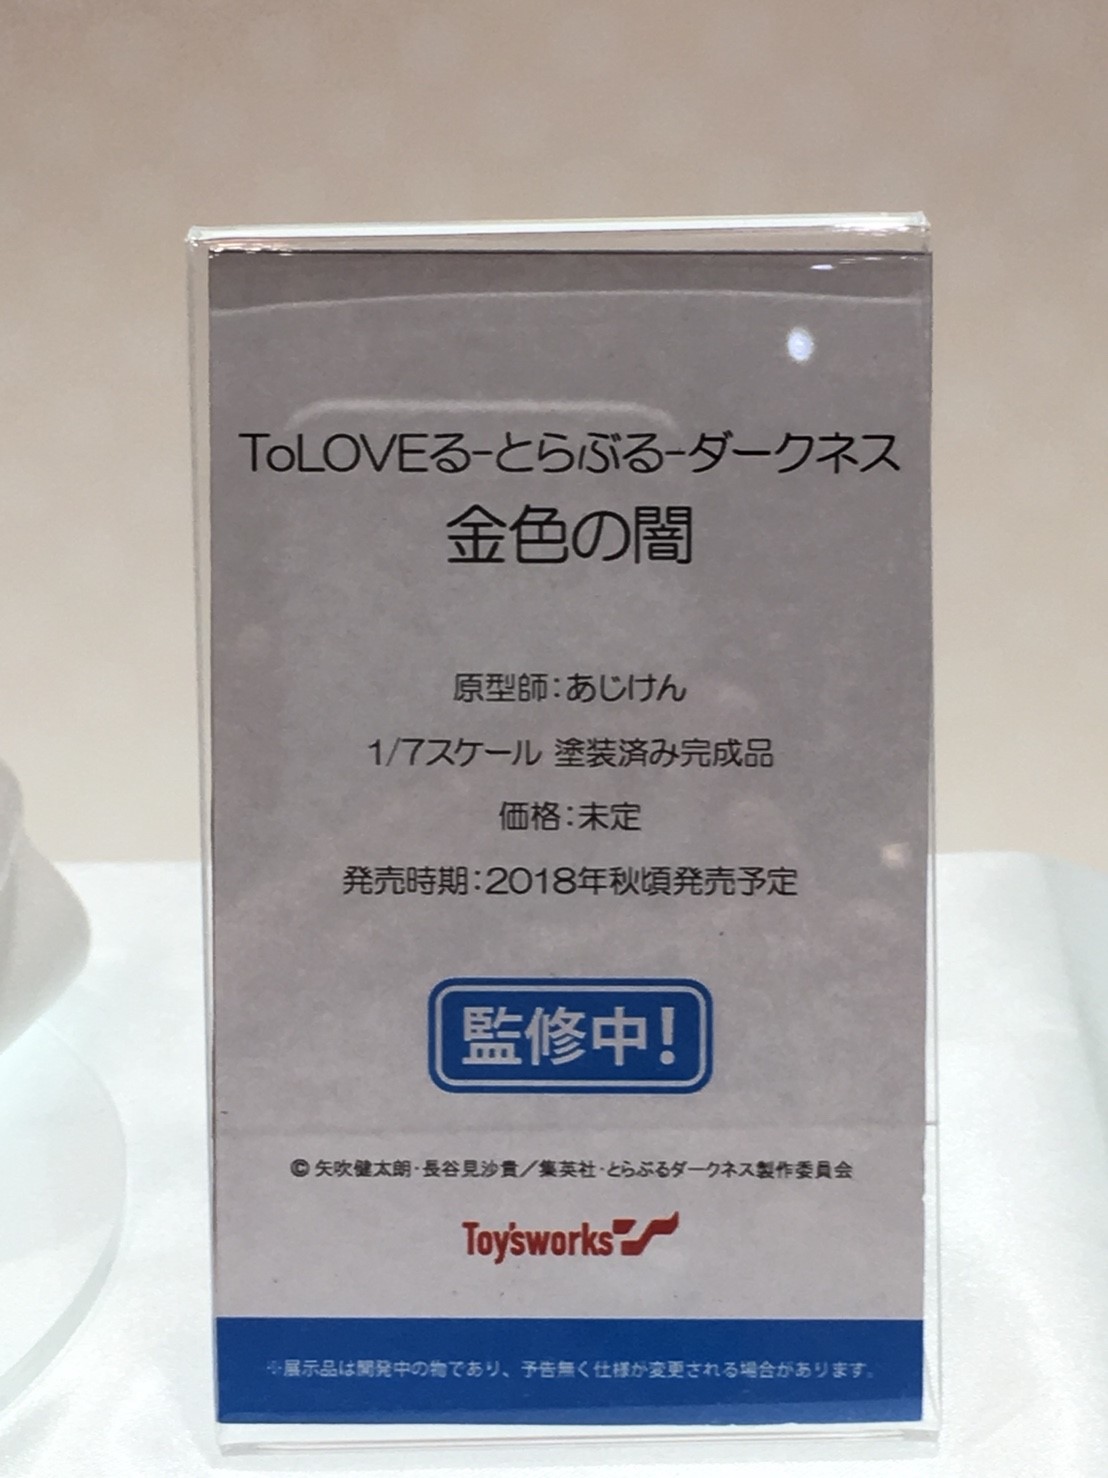 ToLOVEる-とらぶる-ダークネス
金色の闇
原型師：あじけん
1/7スケール 塗装済み完成品
価格：未定
発売時期：2018年秋頃発売予定
監修中！
© 矢吹健太朗・長谷見沙貴／集英社・とらぶるダークネス製作委員会
Toy'sworks
※展示品は開発中の物であり、予告無く仕様が変更される場合があります。